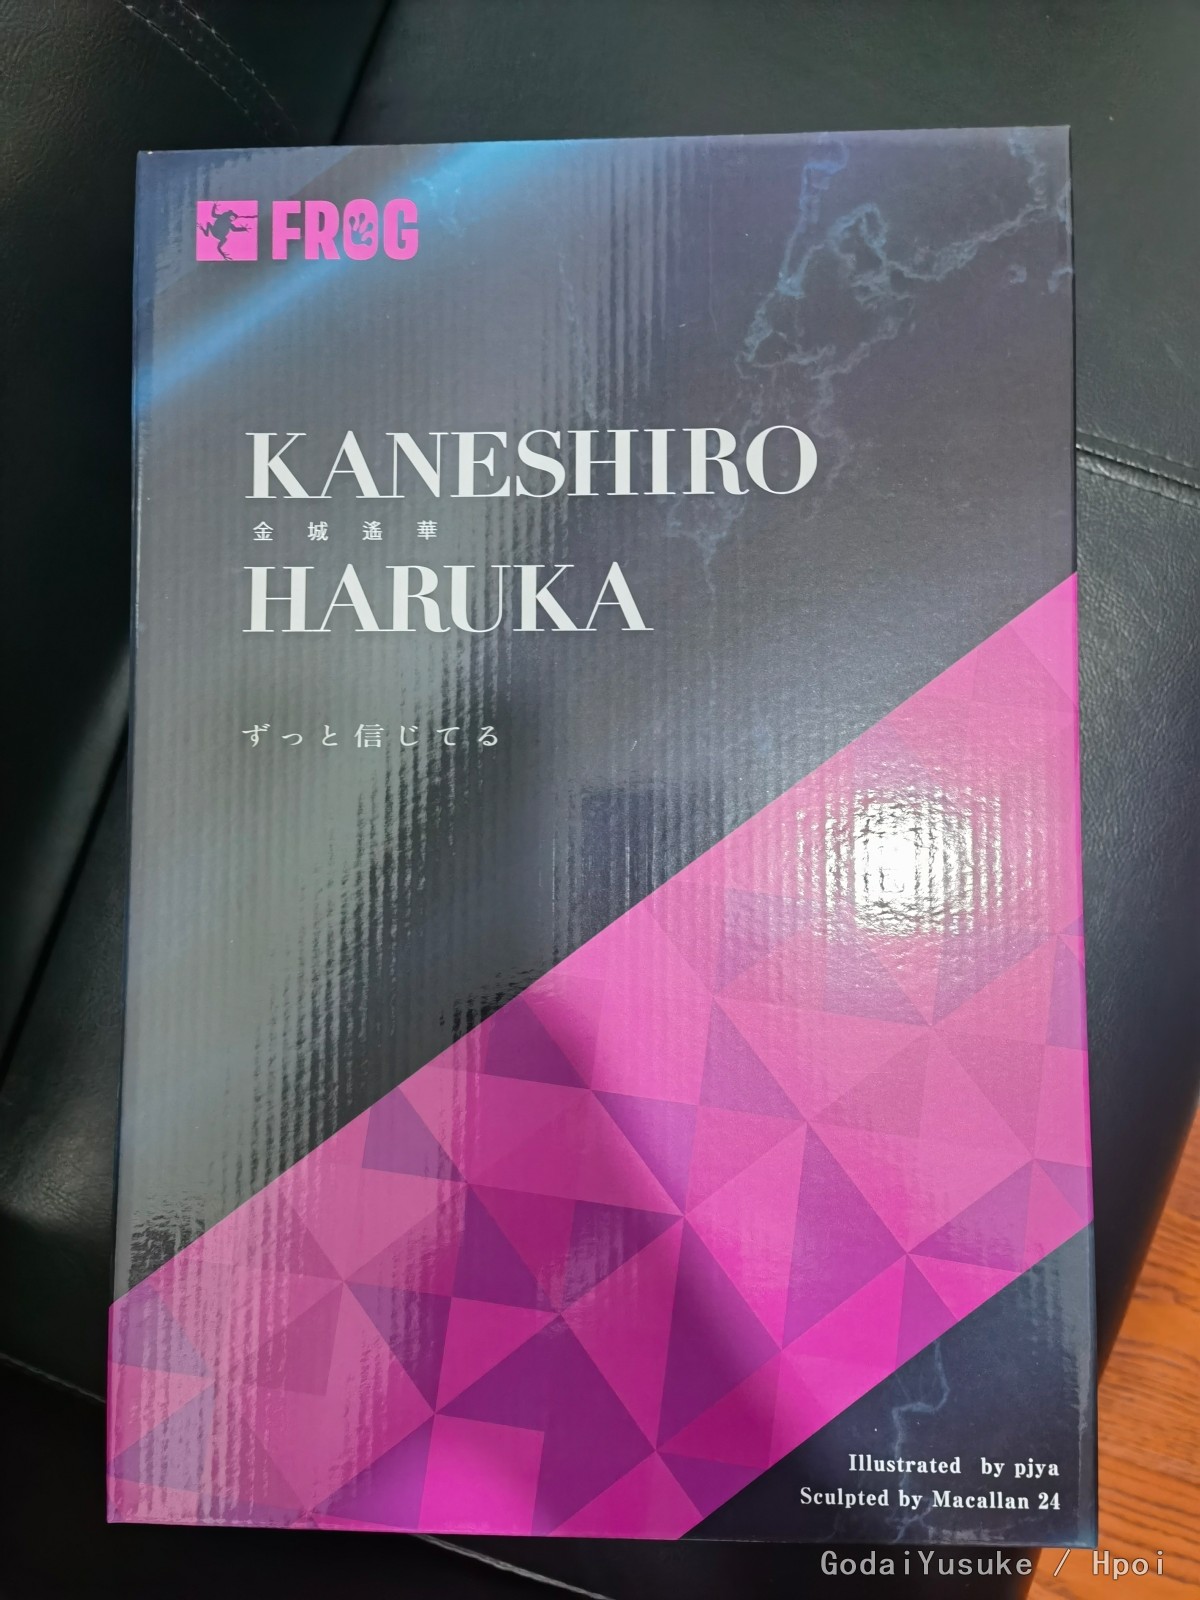 FROG
KANESHIRO
金城遙華
HARUKA
ずっと信じてる
Illustrated by pjya
Sculpted by Macallan 24
GodaiYusuke / Hpoi